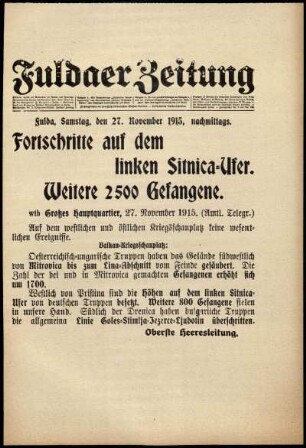 Fuldaer Zeitung
Fulda, Samstag, den 27. November 1915, nachmittags.
Fortschritte auf dem
linken Sitnica-Ufer.
Weitere 2500 Gefangene.
wtb Großes Hauptquartier, 27. November 1915. (Amtl. Telegr.)
Auf dem westlichen und östlichen Kriegsschauplatz keine wesent-
lichen Ereignisse.
Balkan-Kriegsschauplatz:
Oesterreichisch-ungarische Truppen haben das Gelände südwestlich
von Mitrovica bis zum Lina-Abschnitt vom Feinde gesäubert. Die
Zahl der bei und in Mitrovica gemachten Gefangenen erhöht sich
um 1700.
Westlich von Pristina sind die Höhen auf dem linken Sitnica-
Ufer von deutschen Truppen besetzt. Weitere 800 Gefangene fielen
in unsere Hand. Südlich der Drenica haben bulgarische Truppen
die allgemeine Linie Goles-Stimlja-Jezerce-Ljubotin überschritten.
Oberste Heeresleitung.